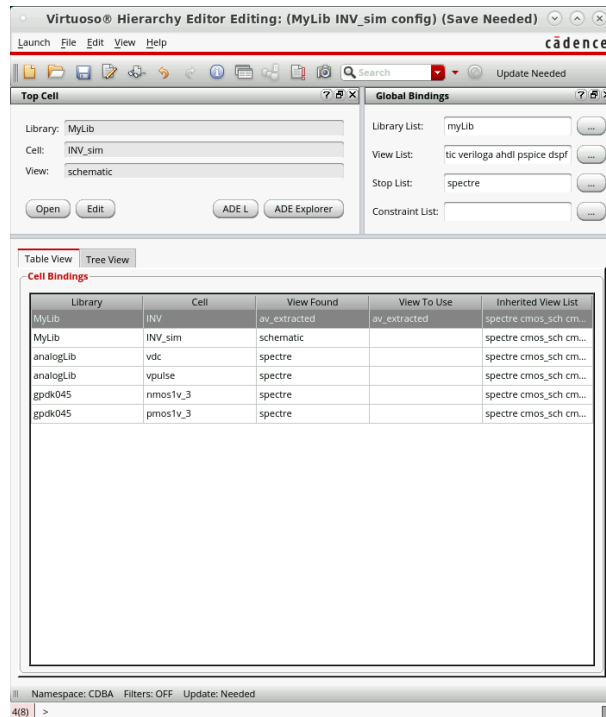 Virtuoso® Hierarchy Editor Editing: (MyLib INV_sim config) (Save Needed)
Launch File Edit View Help
cādence
Search
Update Needed
Top Cell
Global Bindings
Library: MyLib
Cell: INV_sim
View: schematic
Open Edit ADE L ADE Explorer
Library List: myLib ...
View List: tic veriloga ahdl pspice dspf ...
Stop List: spectre ...
Constraint List: ...
Table View Tree View
Cell Bindings
Library Cell View Found View To Use Inherited View List
MyLib INV av_extracted av_extracted spectre cmos_sch cm...
MyLib INV_sim schematic spectre cmos_sch cm...
analogLib vdc spectre spectre cmos_sch cm...
analogLib vpulse spectre spectre cmos_sch cm...
gpdk045 nmos1v_3 spectre spectre cmos_sch cm...
gpdk045 pmos1v_3 spectre spectre cmos_sch cm...
Namespace: CDBA Filters: OFF Update: Needed
4(8) >